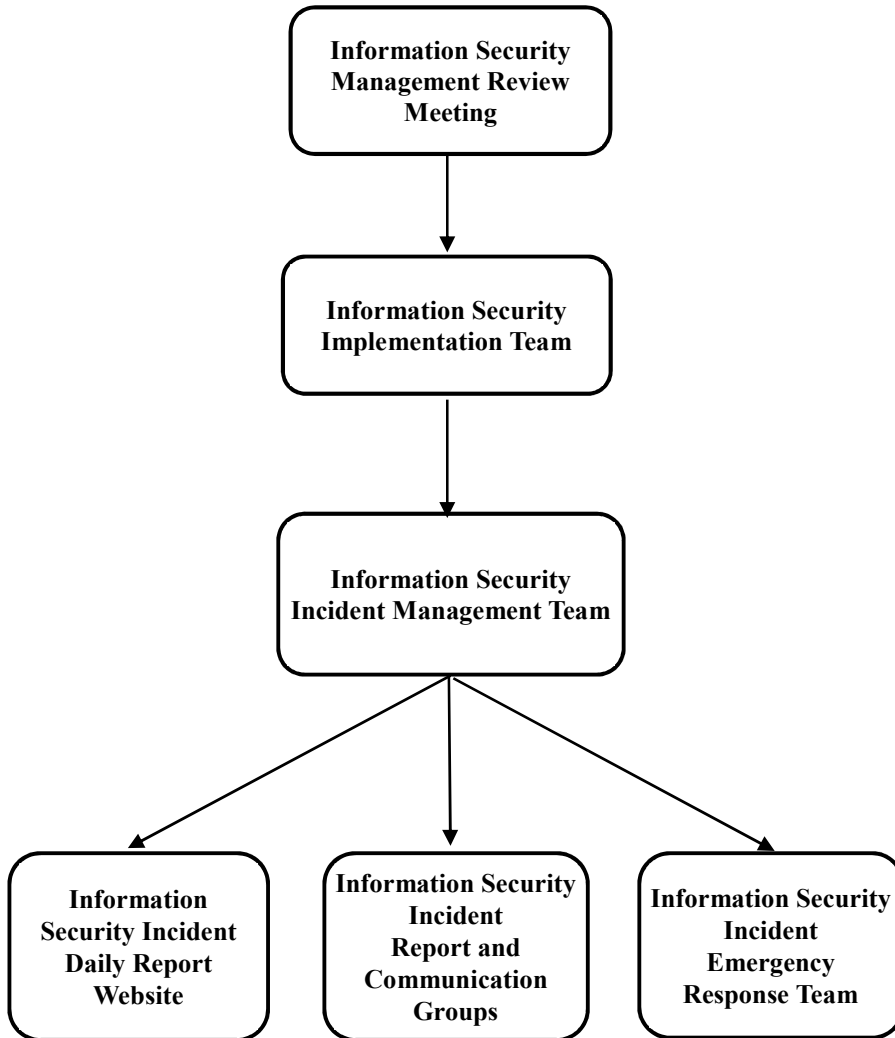 Information Security
Management Review
Meeting
Information Security
Implementation Team
Information Security
Incident Management Team
Information
Security Incident
Daily Report
Website
Information Security
Incident
Report and
Communication
Groups
Information Security
Incident
Emergency
Response Team